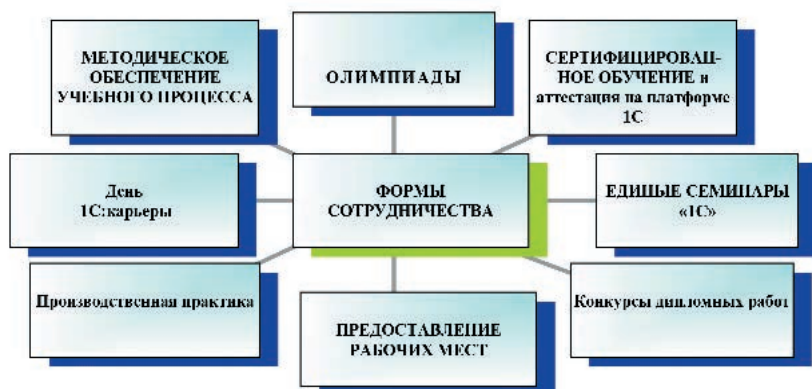 МЕТОДИЧЕСКОЕ
ОБЕСПЕЧЕНИЕ
УЧЕБНОГО ПРОЦЕССА
ОЛИМПИАДЫ
СЕРТИФИЦИРОВАН-
НОЕ ОБУЧЕНИЕ и
аттестация на платформе
1С
День
1С:карьеры
ФОРМЫ
СОТРУДНИЧЕСТВА
ЕДИНЫЕ СЕМИНАРЫ
«1С»
Производственная практика
ПРЕДОСТАВЛЕНИЕ
РАБОЧИХ МЕСТ
Конкурсы дипломных работ